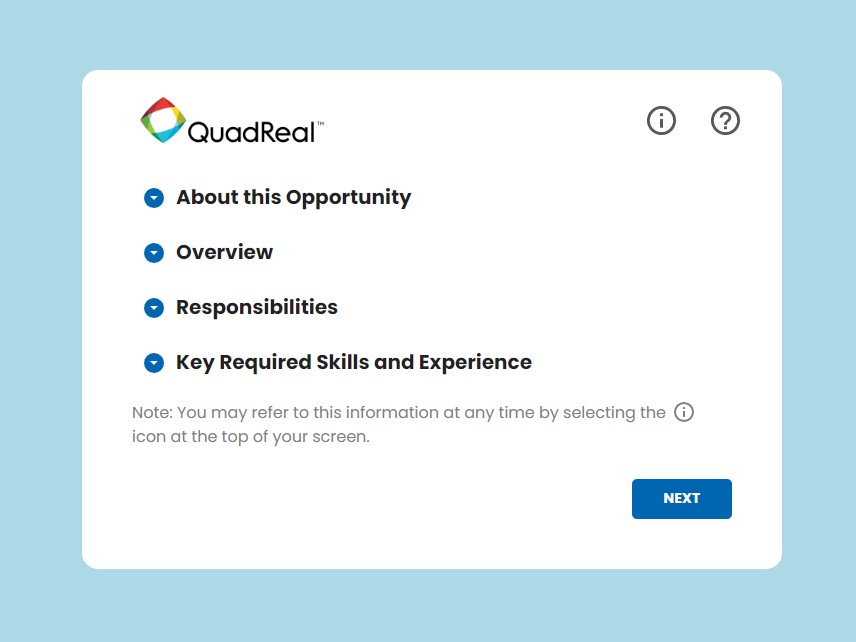 QuadReal™
About this Opportunity
Overview
Responsibilities
Key Required Skills and Experience
Note: You may refer to this information at any time by selecting the
icon at the top of your screen.
NEXT